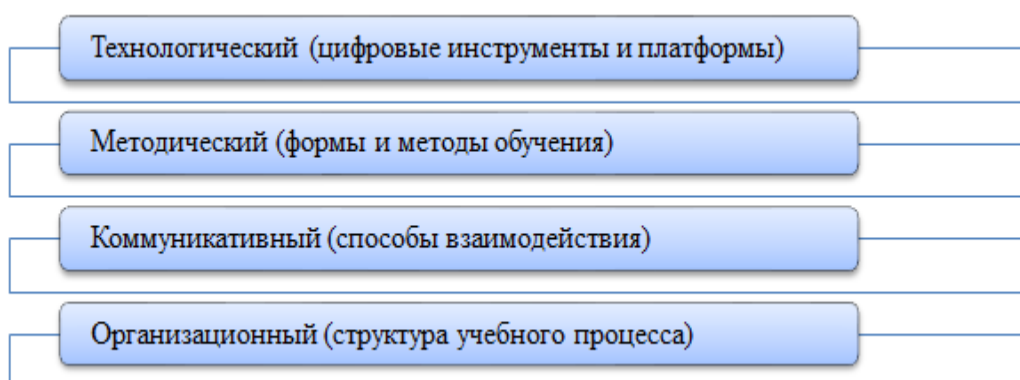 Технологический (цифровые инструменты и платформы)
Методический (формы и методы обучения)
Коммуникативный (способы взаимодействия)
Организационный (структура учебного процесса)